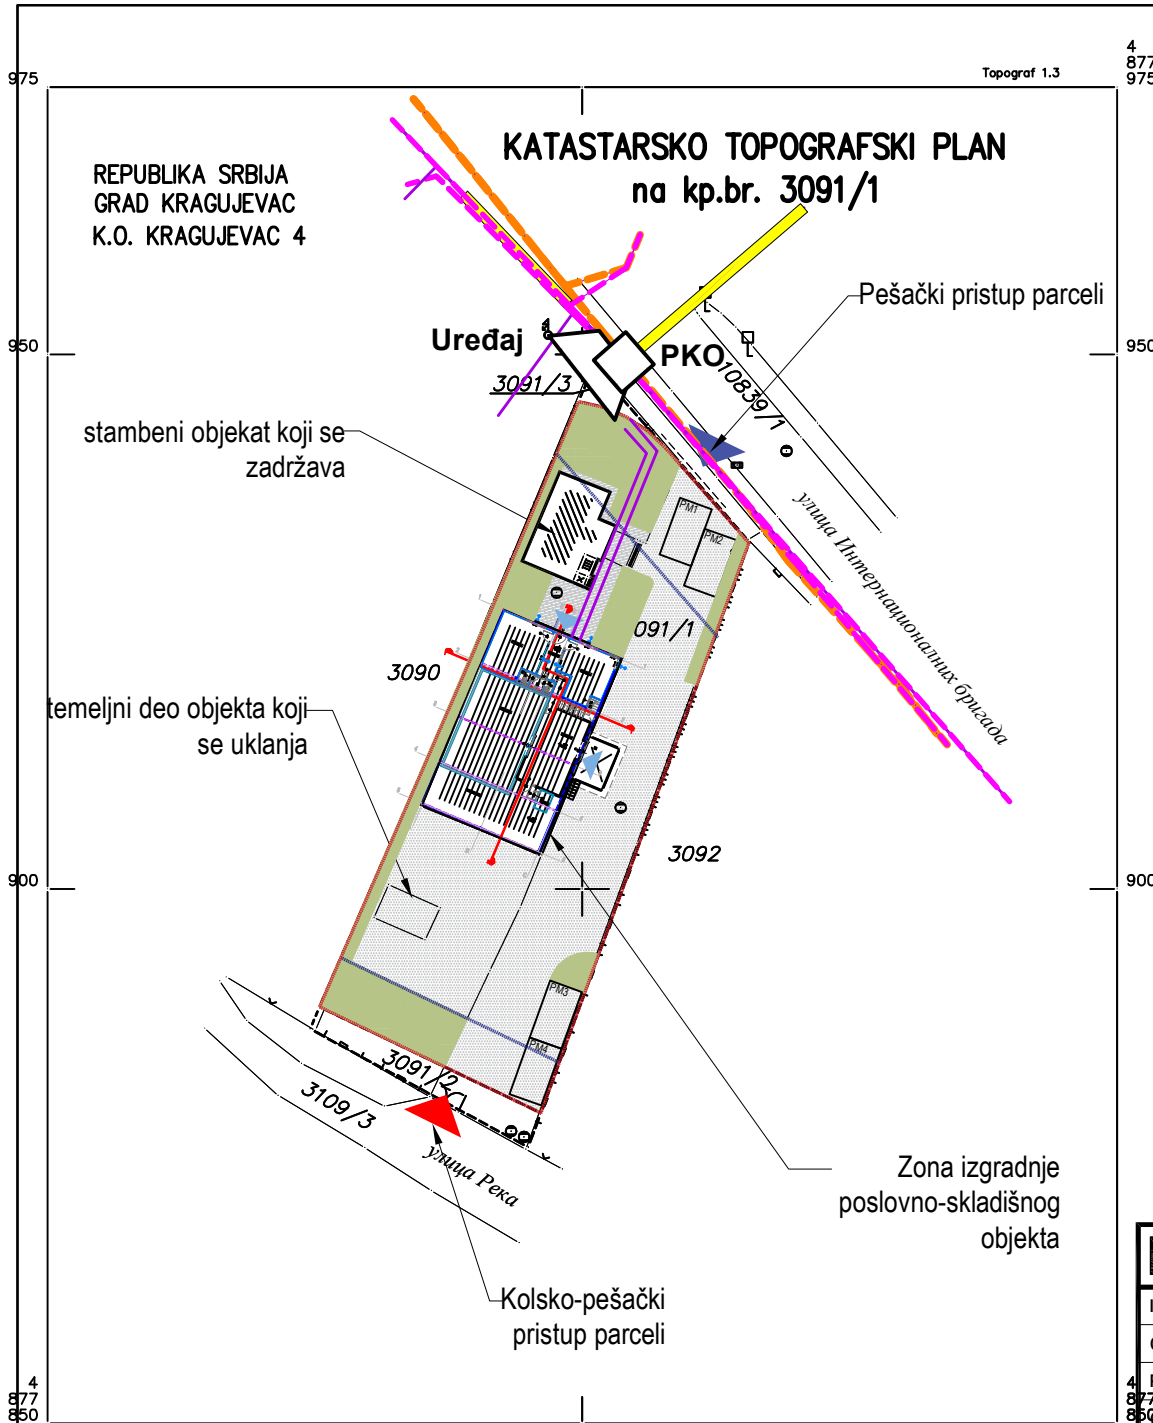 4
877
975
975
Topograf 1.3
KATASTARSKO TOPOGRAFSKI PLAN
na kp.br. 3091/1
REPUBLIKA SRBIJA
GRAD KRAGUJEVAC
K.O. KRAGUJEVAC 4
Pešački pristup parceli
Uređaj
PKO
950
950
3091/3
10839/1
stambeni objekat koji se
zadržava
улица Интернационалних бригада
PM1
PM2
091/1
3090
temeljni deo objekta koji
se uklanja
3092
900
900
PM3
PM4
3091/2
3109/3
улица Река
Zona izgradnje
poslovno-skladišnog
objekta
Kolsko-pešački
pristup parceli
4
877
850
4
877
850